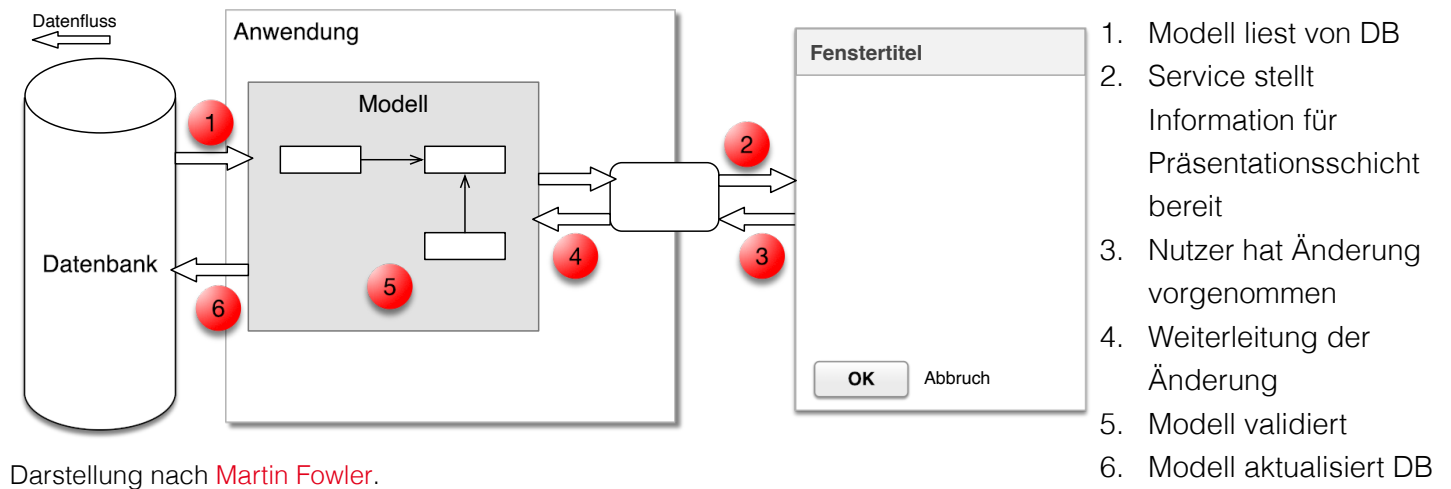 Datenfluss
Anwendung
Modell
Datenbank
1
2
3
4
5
6
Fenstertitel
OK
Abbruch
1. Modell liest von DB
2. Service stellt
Information für
Präsentationsschicht
bereit
3. Nutzer hat Änderung
vorgenommen
4. Weiterleitung der
Änderung
5. Modell validiert
6. Modell aktualisiert DB
Darstellung nach Martin Fowler.